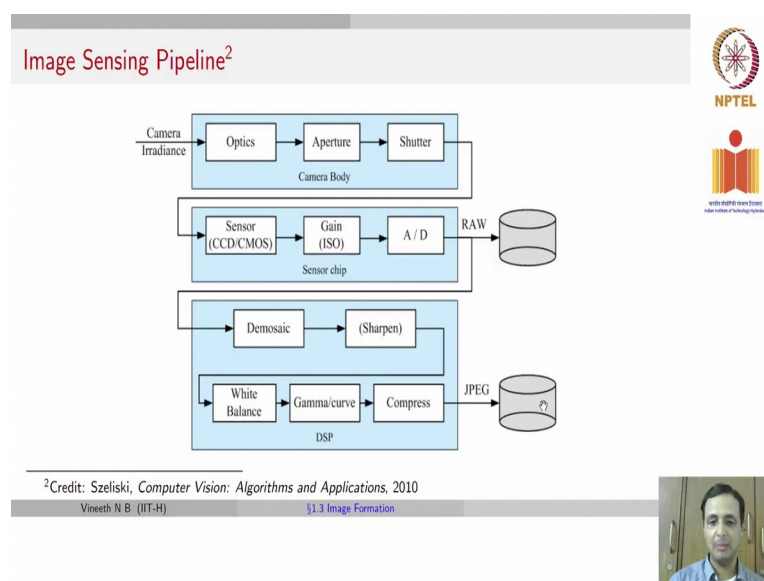 Image Sensing Pipeline2
NPTEL
Camera
Irradiance
Optics
Aperture
Shutter
Camera Body
Sensor
(CCD/CMOS)
Gain
(ISO)
A / D
RAW
Sensor chip
Demosaic
(Sharpen)
White
Balance
Gamma/curve
Compress
JPEG
DSP
2Credit: Szeliski, Computer Vision: Algorithms and Applications, 2010
Vineeth N B (IIT-H)
§1.3 Image Formation